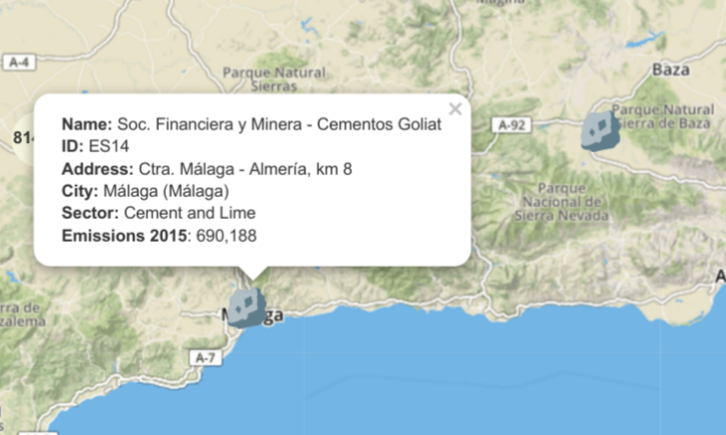 Magina
A-4
Parque Natural
Sierras
Baza
×
Name: Soc. Financiera y Minera - Cementos Goliat
ID: ES14
Address: Ctra. Málaga - Almería, km 8
City: Málaga (Málaga)
Sector: Cement and Lime
Emissions 2015: 690,188
814
A-92
Parque Natural
Sierra de Baza
Parque
Nacional de
Sierra Nevada
A
rra de
zalema
M ga
A-7